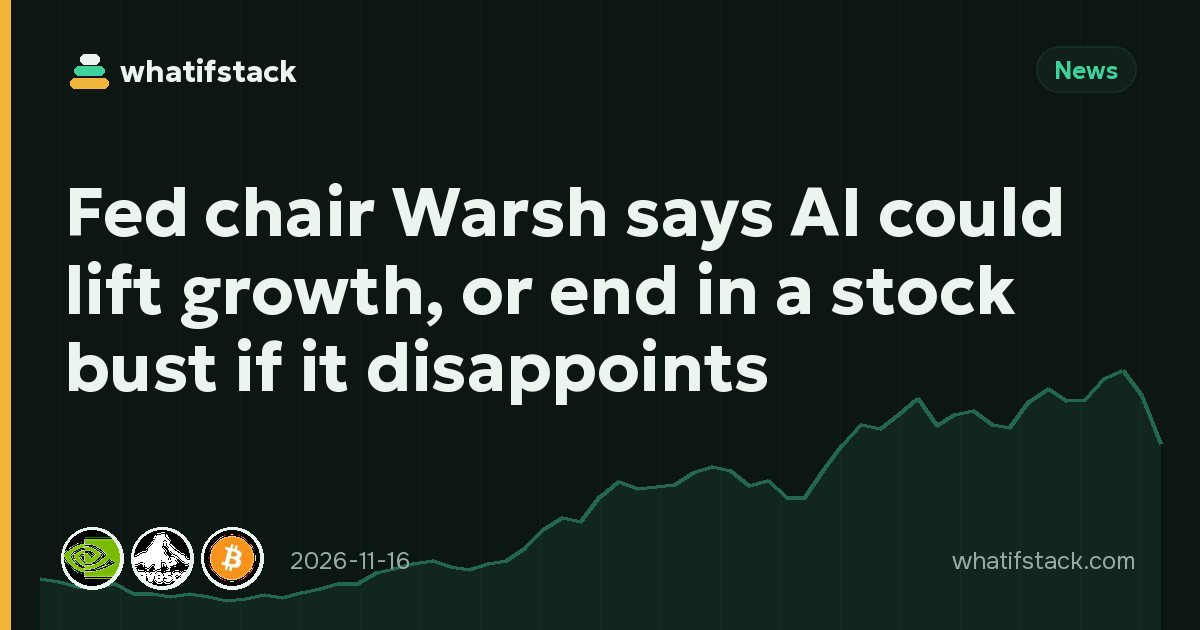 whatifstack
News
Fed chair Warsh says AI could
lift growth, or end in a stock
bust if it disappoints
2026-11-16
whatifstack.com